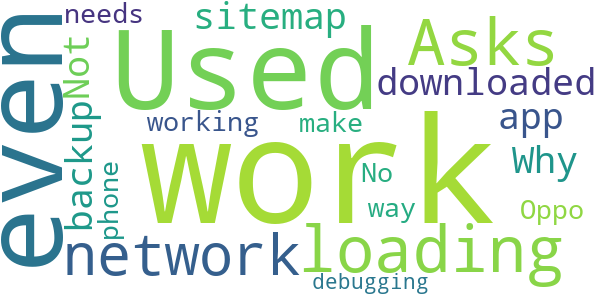 needs
sitemap
even
Used
Asks
Not
downloaded
backup
working
make
app
work
Why
phone
No
way
Oppo
network
loading
debugging